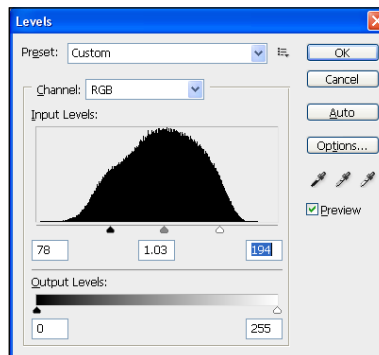 Levels
Preset: Custom
OK
Cancel
Channel: RGB
Auto
Input Levels:
Options...
Preview
78 1.03 194
Output Levels:
0 255